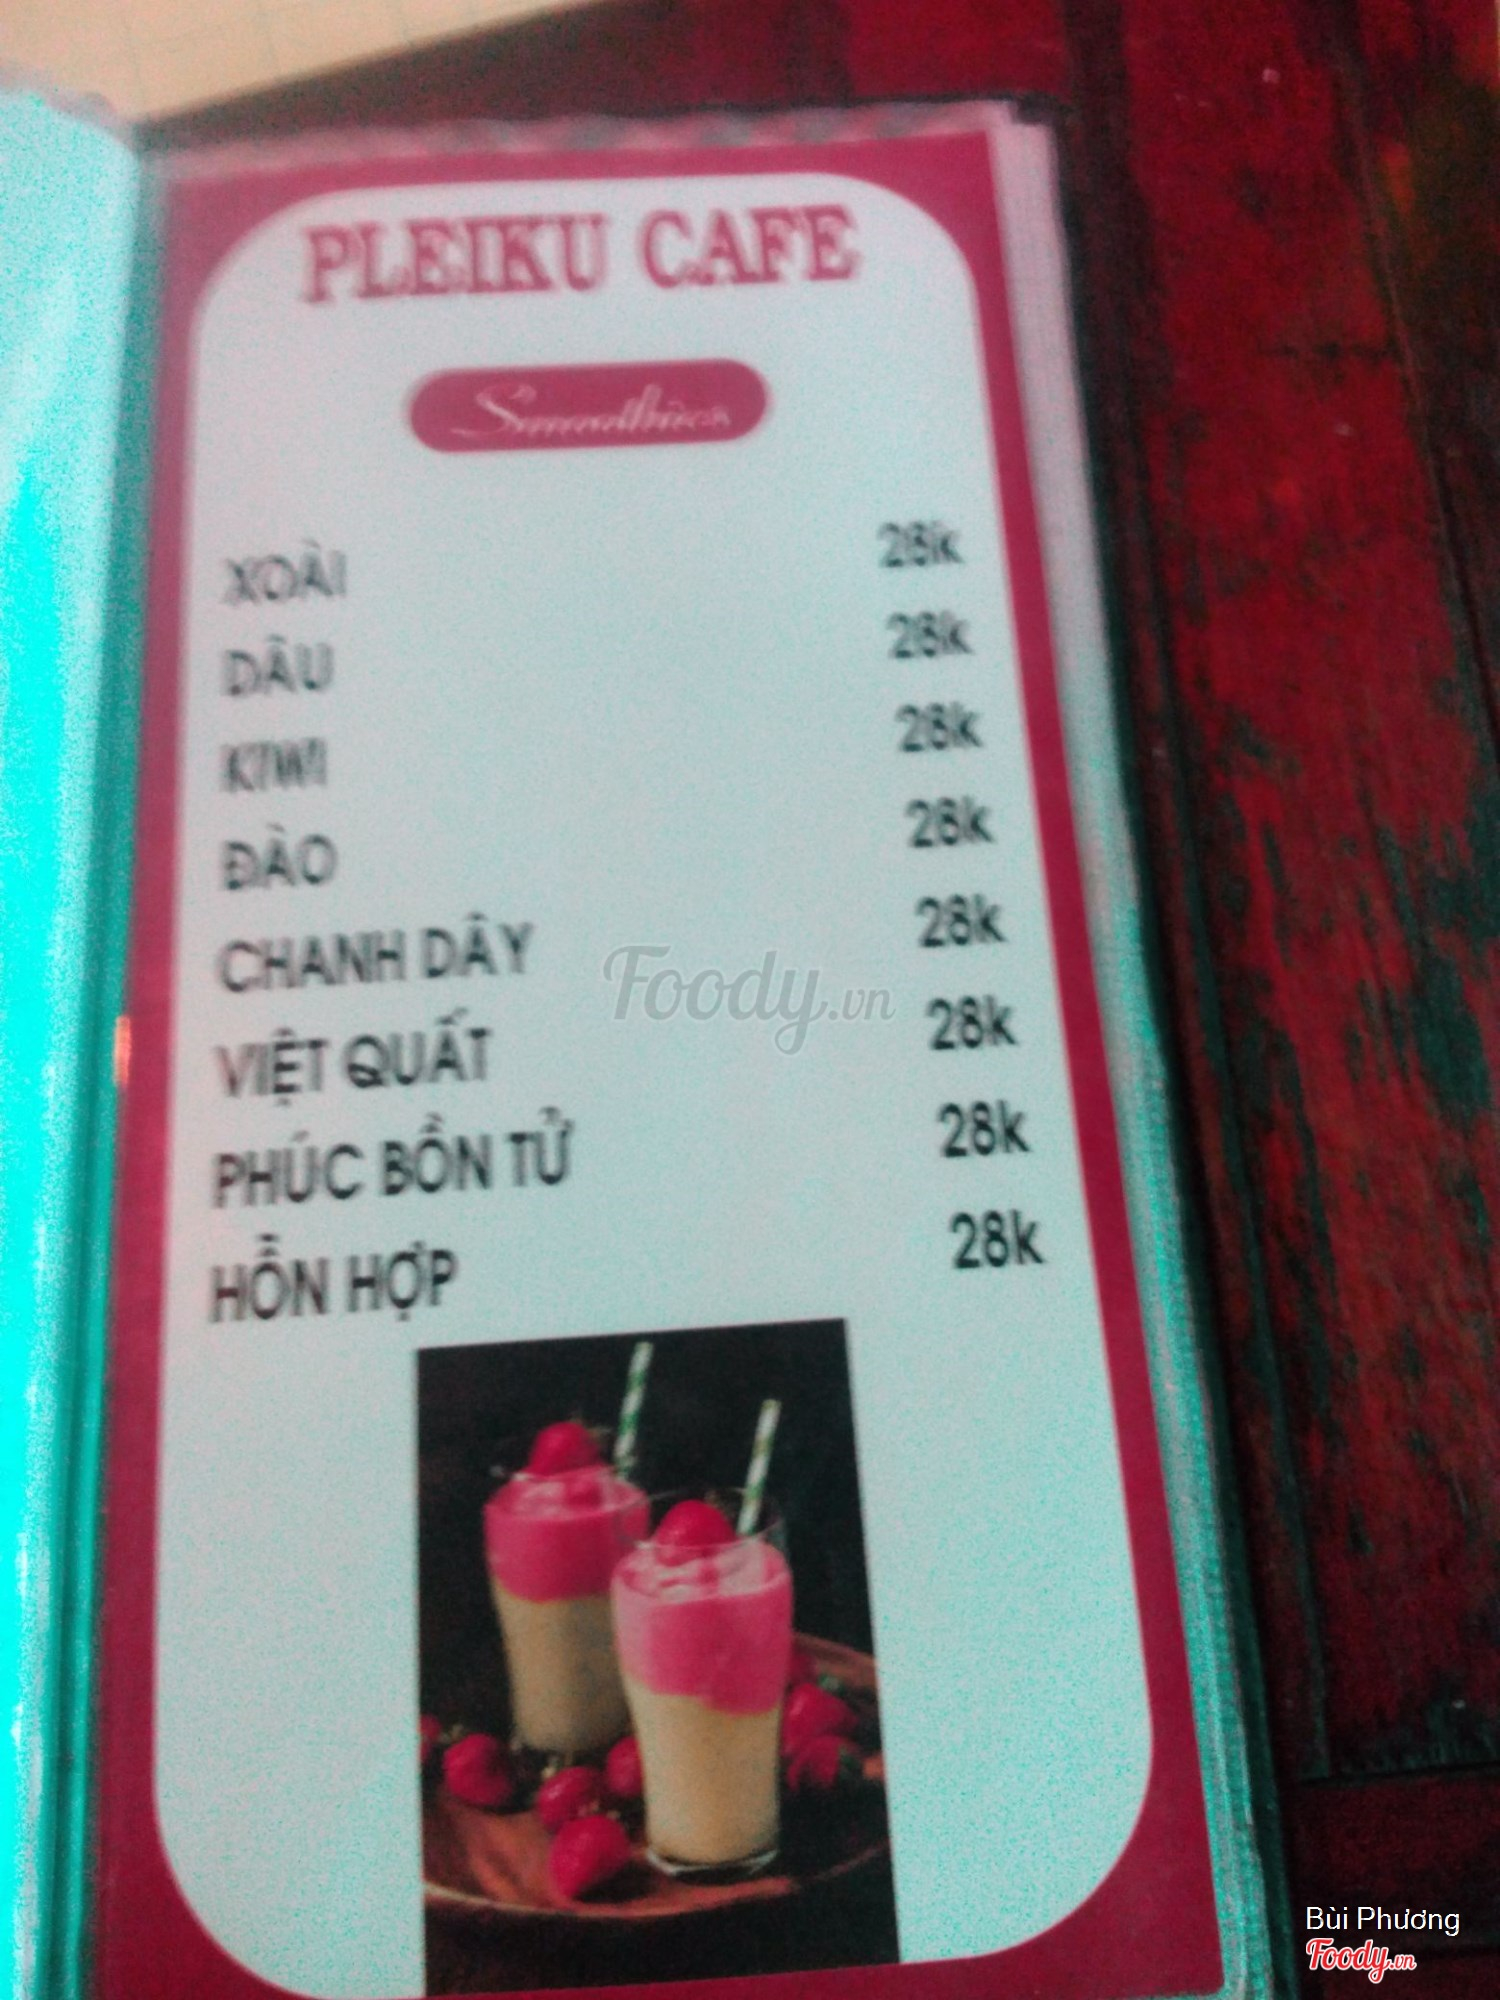 PLEIKU CAFE
Smoothies
XOÀI 28k
DÂU 28k
KIWI 28k
ĐÀO 28k
CHANH DÂY 28k
VIỆT QUẤT 28k
PHÚC BỒN TỬ 28k
HỖN HỢP 28k
Foody.vn
Bùi Phương
Foody.vn